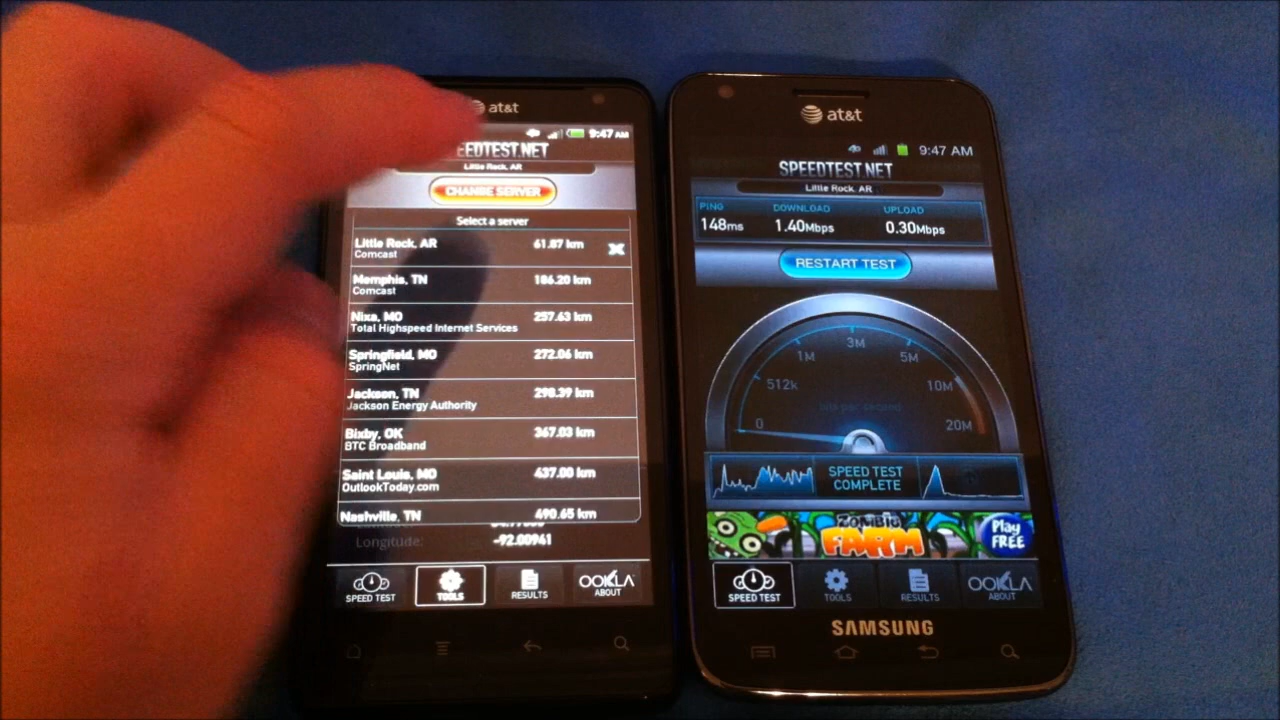 at&t
9:47 AM
SPEEDTEST.NET
Little Rock, AR
CHANGE SERVER
Select a server
Little Rock, AR 61.87 km
Comcast
Memphis, TN 186.20 km
Comcast
Nixa, MO 257.63 km
Total Highspeed Internet Services
Springfield, MO 272.06 km
SpringNet
Jackson, TN 298.39 km
Jackson Energy Authority
Bixby, OK 367.03 km
BTC Broadband
Saint Louis, MO 437.00 km
OutlookToday.com
Nashville, TN 490.65 km
Longitude: -92.00961
SPEED TEST TOOLS RESULTS OOKLA ABOUT
at&t
9:47 AM
SPEEDTEST.NET
Little Rock, AR
PING DOWNLOAD UPLOAD
148ms 1.40Mbps 0.30Mbps
RESTART TEST
0 512k 1M 3M 5M 10M 20M
bits per second
SPEED TEST
COMPLETE
ZOMBIE
FARM
Play
FREE
SPEED TEST TOOLS RESULTS OOKLA ABOUT
SAMSUNG